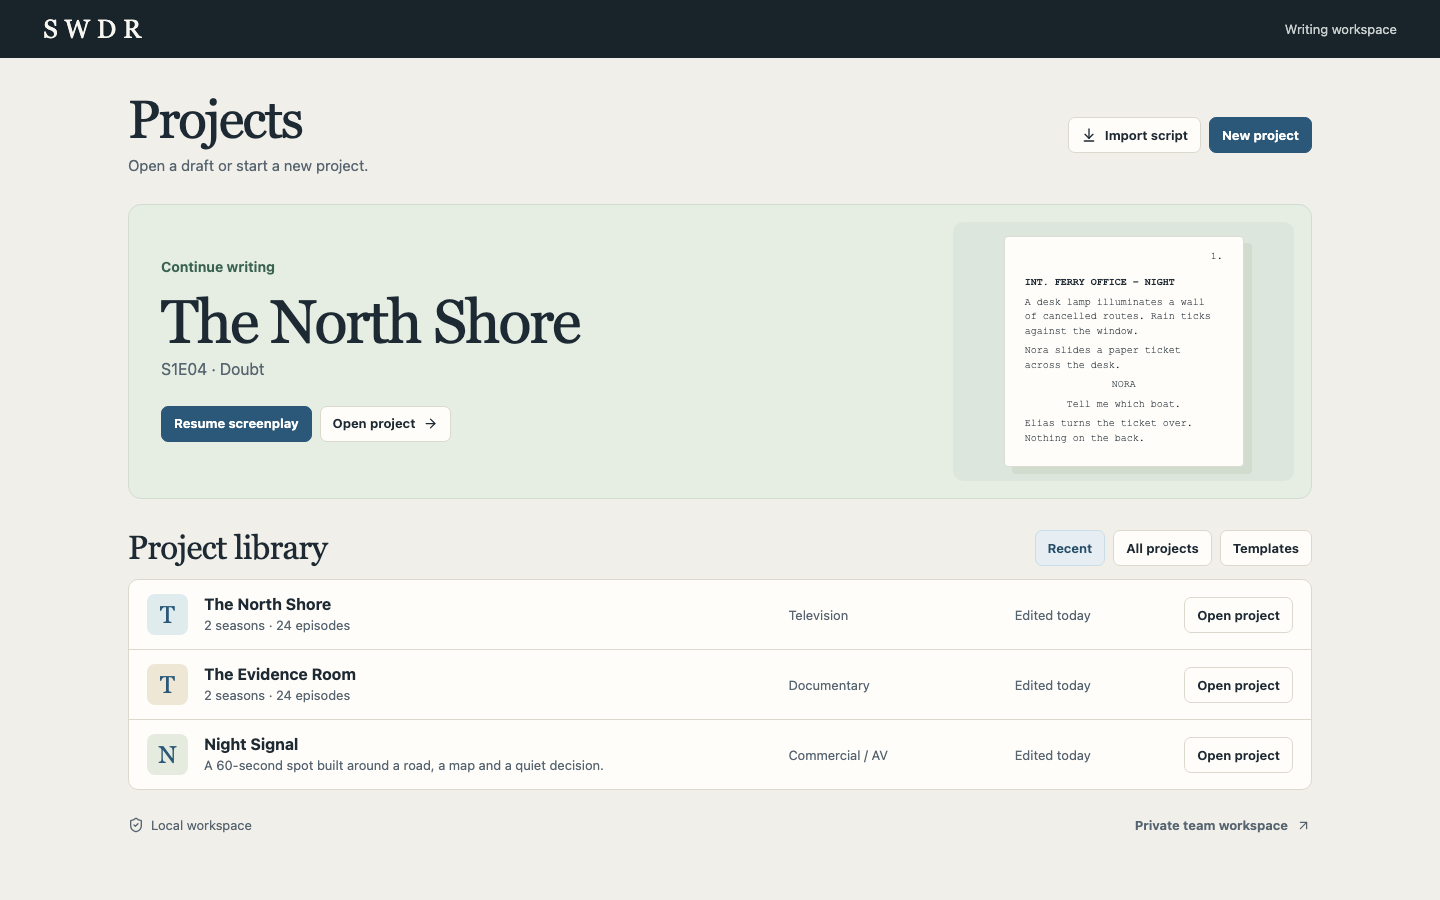 SWDR
Writing workspace
Projects
Open a draft or start a new project.
Import script
New project
Continue writing
The North Shore
S1E04 · Doubt
Resume screenplay
Open project
1.
INT. FERRY OFFICE – NIGHT
A desk lamp illuminates a wall
of cancelled routes. Rain ticks
against the window.
Nora slides a paper ticket
across the desk.
NORA
Tell me which boat.
Elias turns the ticket over.
Nothing on the back.
Project library
Recent
All projects
Templates
T
The North Shore
2 seasons · 24 episodes
Television
Edited today
Open project
T
The Evidence Room
2 seasons · 24 episodes
Documentary
Edited today
Open project
N
Night Signal
A 60-second spot built around a road, a map and a quiet decision.
Commercial / AV
Edited today
Open project
Local workspace
Private team workspace